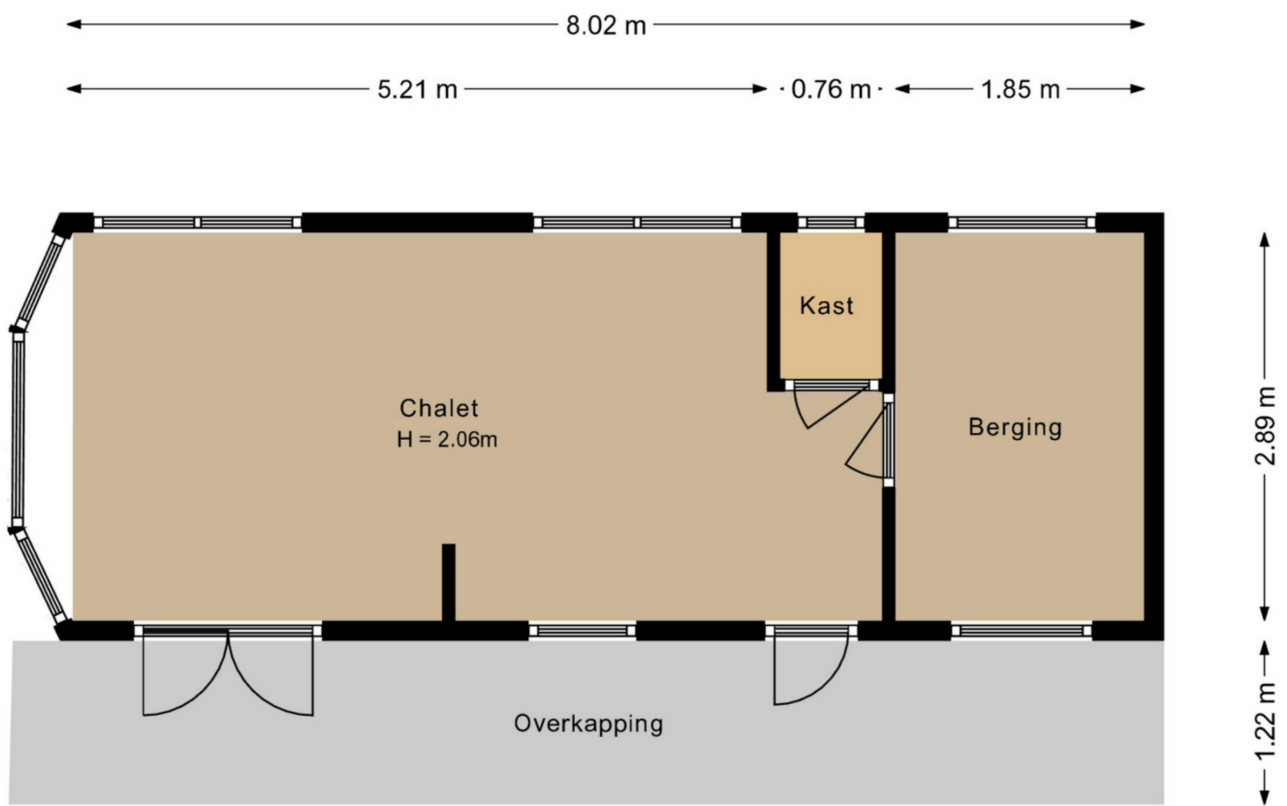 8.02 m
5.21 m
0.76 m
1.85 m
Kast
Chalet
H = 2.06m
Berging
2.89 m
Overkapping
1.22 m